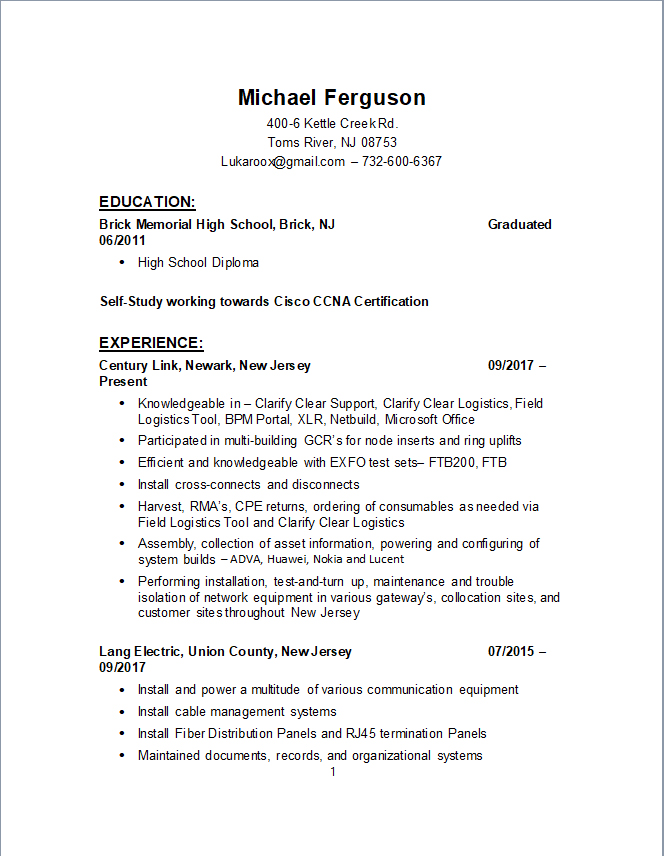 Michael Ferguson
400-6 Kettle Creek Rd.
Toms River, NJ 08753
Lukaroox@gmail.com – 732-600-6367
EDUCATION:
Brick Memorial High School, Brick, NJ Graduated
06/2011
• High School Diploma
Self-Study working towards Cisco CCNA Certification
EXPERIENCE:
Century Link, Newark, New Jersey 09/2017 –
Present
• Knowledgeable in – Clarify Clear Support, Clarify Clear Logistics, Field
Logistics Tool, BPM Portal, XLR, Netbuild, Microsoft Office
• Participated in multi-building GCR's for node inserts and ring uplifts
• Efficient and knowledgeable with EXFO test sets– FTB200, FTB
• Install cross-connects and disconnects
• Harvest, RMA's, CPE returns, ordering of consumables as needed via
Field Logistics Tool and Clarify Clear Logistics
• Assembly, collection of asset information, powering and configuring of
system builds – ADVA, Huawei, Nokia and Lucent
• Performing installation, test-and-turn up, maintenance and trouble
isolation of network equipment in various gateway's, collocation sites, and
customer sites throughout New Jersey
Lang Electric, Union County, New Jersey 07/2015 –
09/2017
• Install and power a multitude of various communication equipment
• Install cable management systems
• Install Fiber Distribution Panels and RJ45 termination Panels
• Maintained documents, records, and organizational systems
1